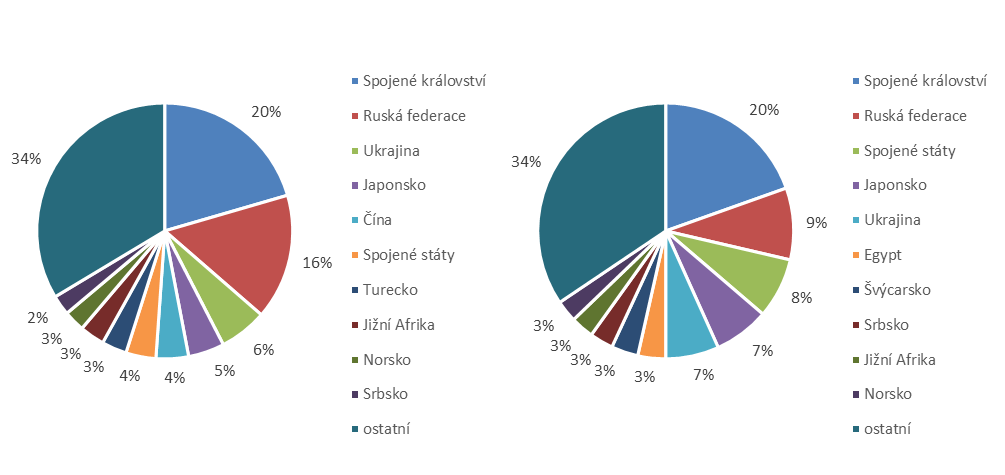 20%
16%
6%
5%
4%
4%
3%
3%
3%
2%
34%
Spojené království
Ruská federace
Ukrajina
Japonsko
Čína
Spojené státy
Turecko
Jižní Afrika
Norsko
Srbsko
ostatní
20%
9%
8%
7%
7%
3%
3%
3%
3%
3%
34%
Spojené království
Ruská federace
Spojené státy
Japonsko
Ukrajina
Egypt
Švýcarsko
Srbsko
Jižní Afrika
Norsko
ostatní